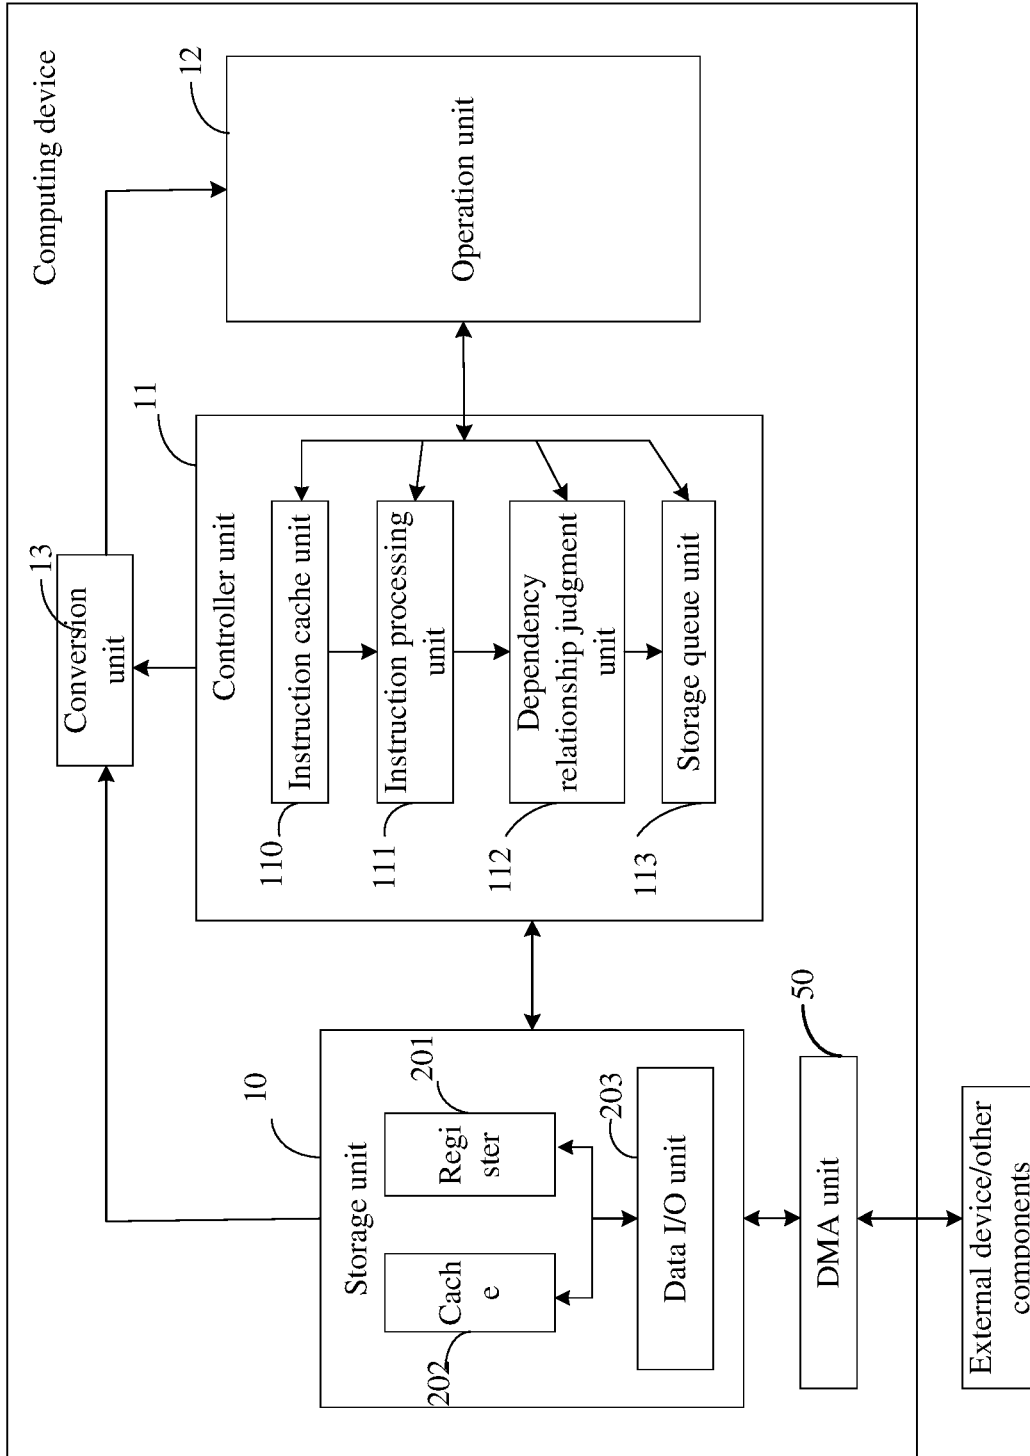 Computing device
13
Conversion
unit
10
Storage unit
202
Cach
e
201
Regi
ster
203
Data I/O unit
50
DMA unit
External device/other
components
11
Controller unit
110
Instruction cache unit
111
Instruction processing
unit
112
Dependency
relationship judgment
unit
113
Storage queue unit
12
Operation unit